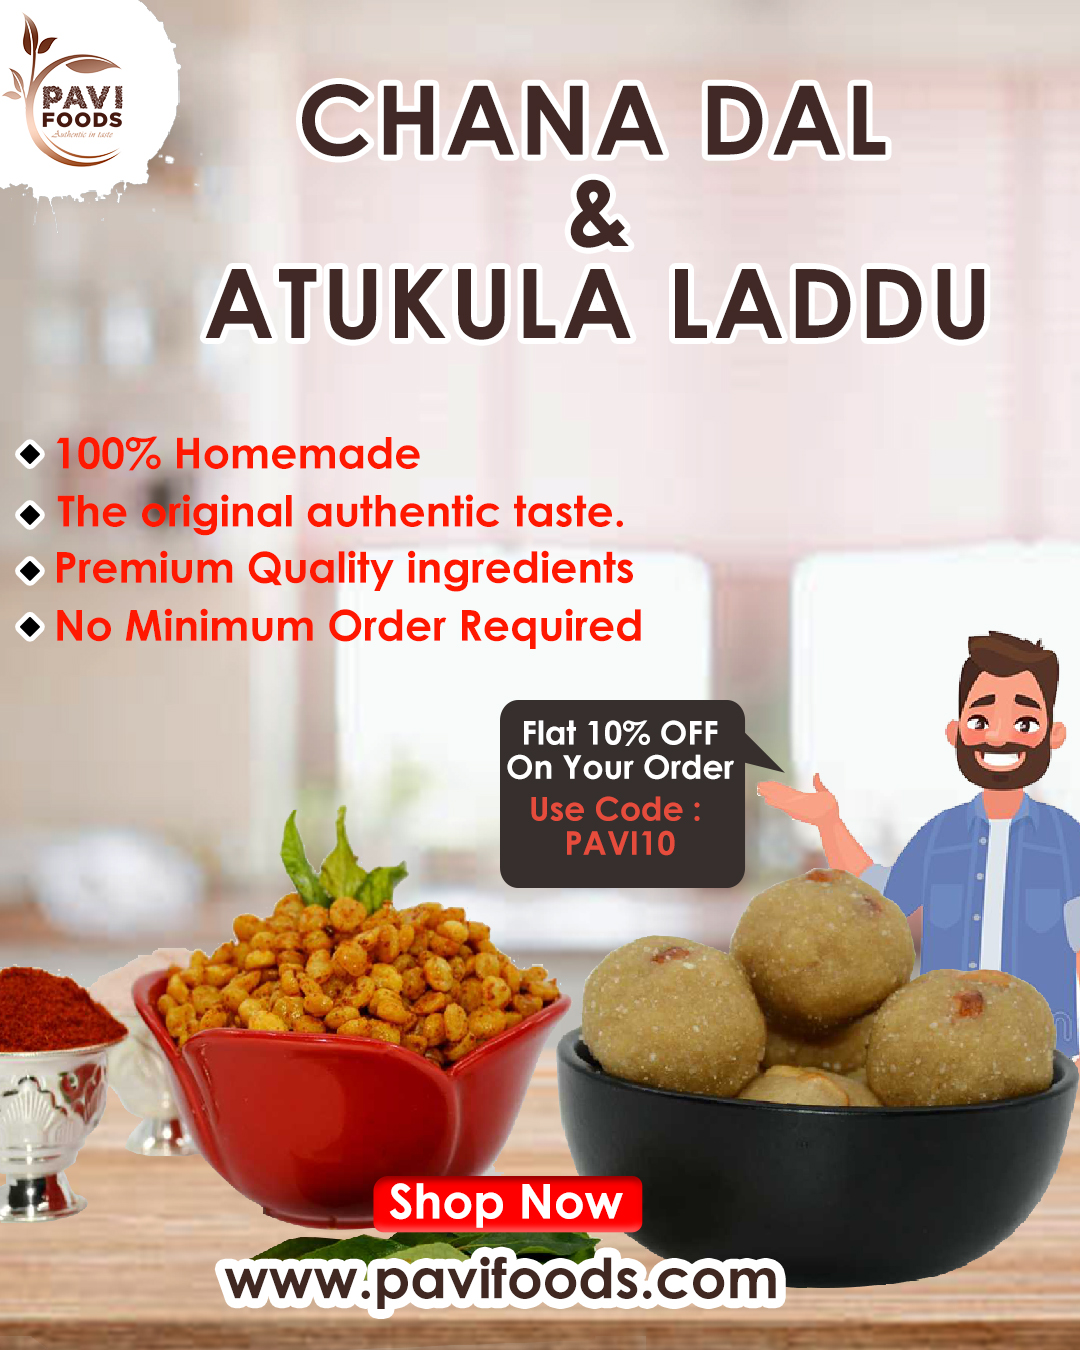 PAVI
FOODS
Authentic in taste
CHANA DAL
&
ATUKULA LADDU
100% Homemade
The original authentic taste.
Premium Quality ingredients
No Minimum Order Required
Flat 10% OFF
On Your Order
Use Code :
PAVI10
Shop Now
www.pavifoods.com